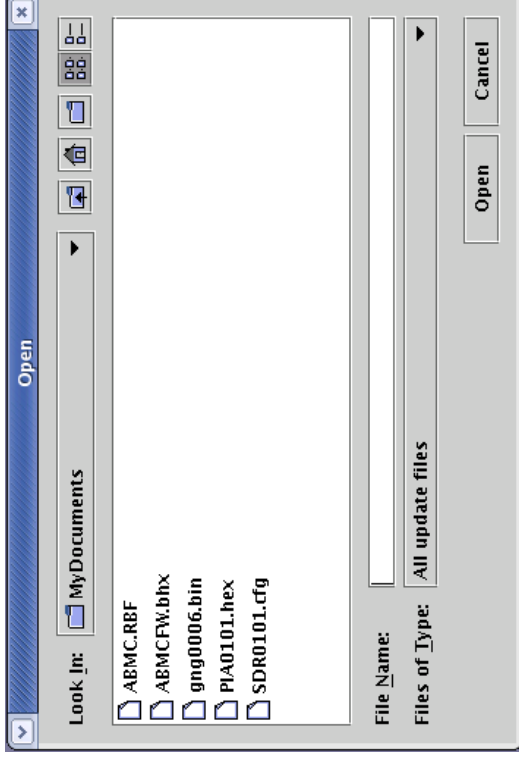 Open
Look In: MyDocuments
ABMC.RBF
ABMCFW.bhx
gng0006.bin
PIA0101.hex
SDR0101.cfg
File Name:
Files of Type: All update files
Open Cancel